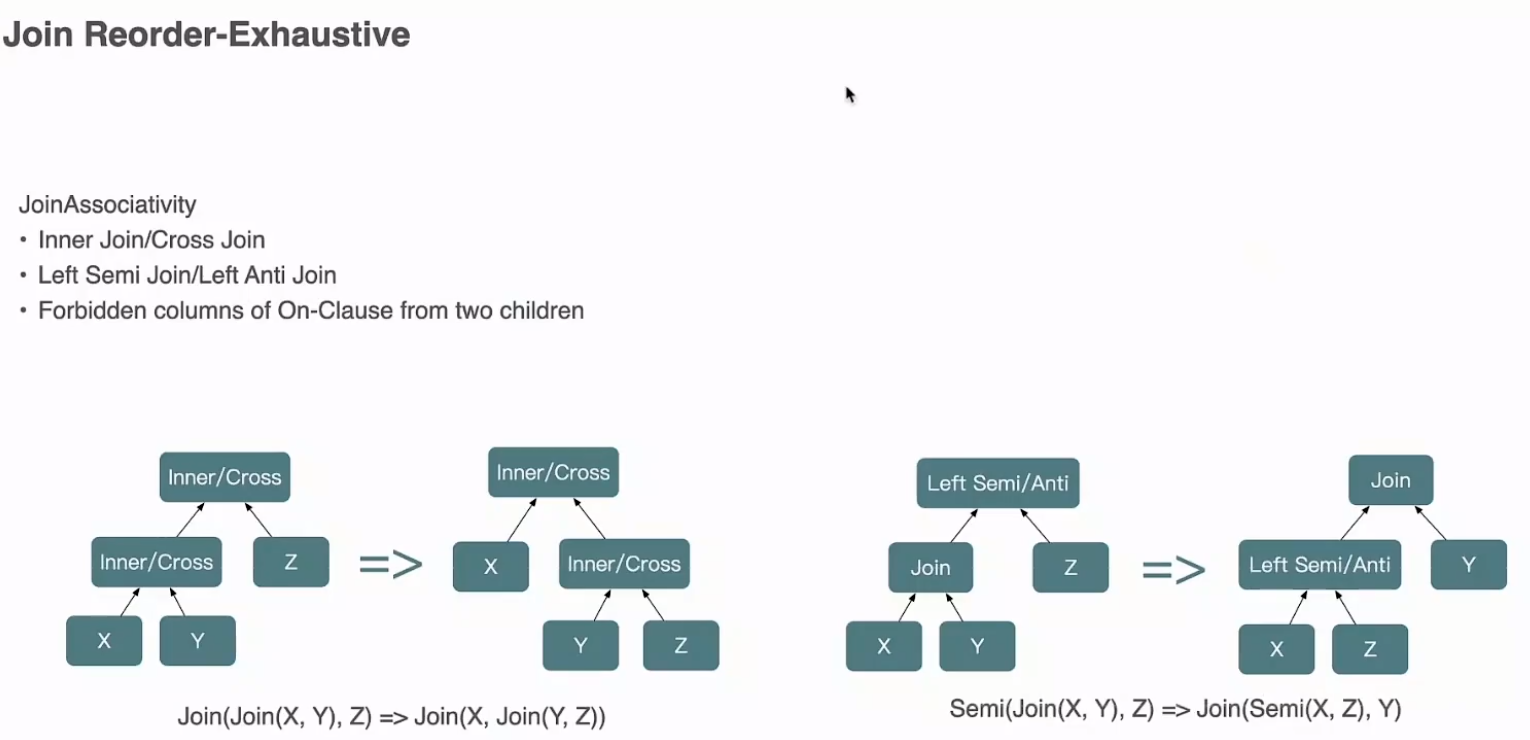 Join Reorder-Exhaustive
JoinAssociativity
• Inner Join/Cross Join
• Left Semi Join/Left Anti Join
• Forbidden columns of On-Clause from two children
Inner/Cross
Inner/Cross
Z
X
Y
=>
Inner/Cross
X
Inner/Cross
Y
Z
Join(Join(X, Y), Z) => Join(X, Join(Y, Z))
Left Semi/Anti
Join
Z
X
Y
=>
Join
Left Semi/Anti
Y
X
Z
Semi(Join(X, Y), Z) => Join(Semi(X, Z), Y)